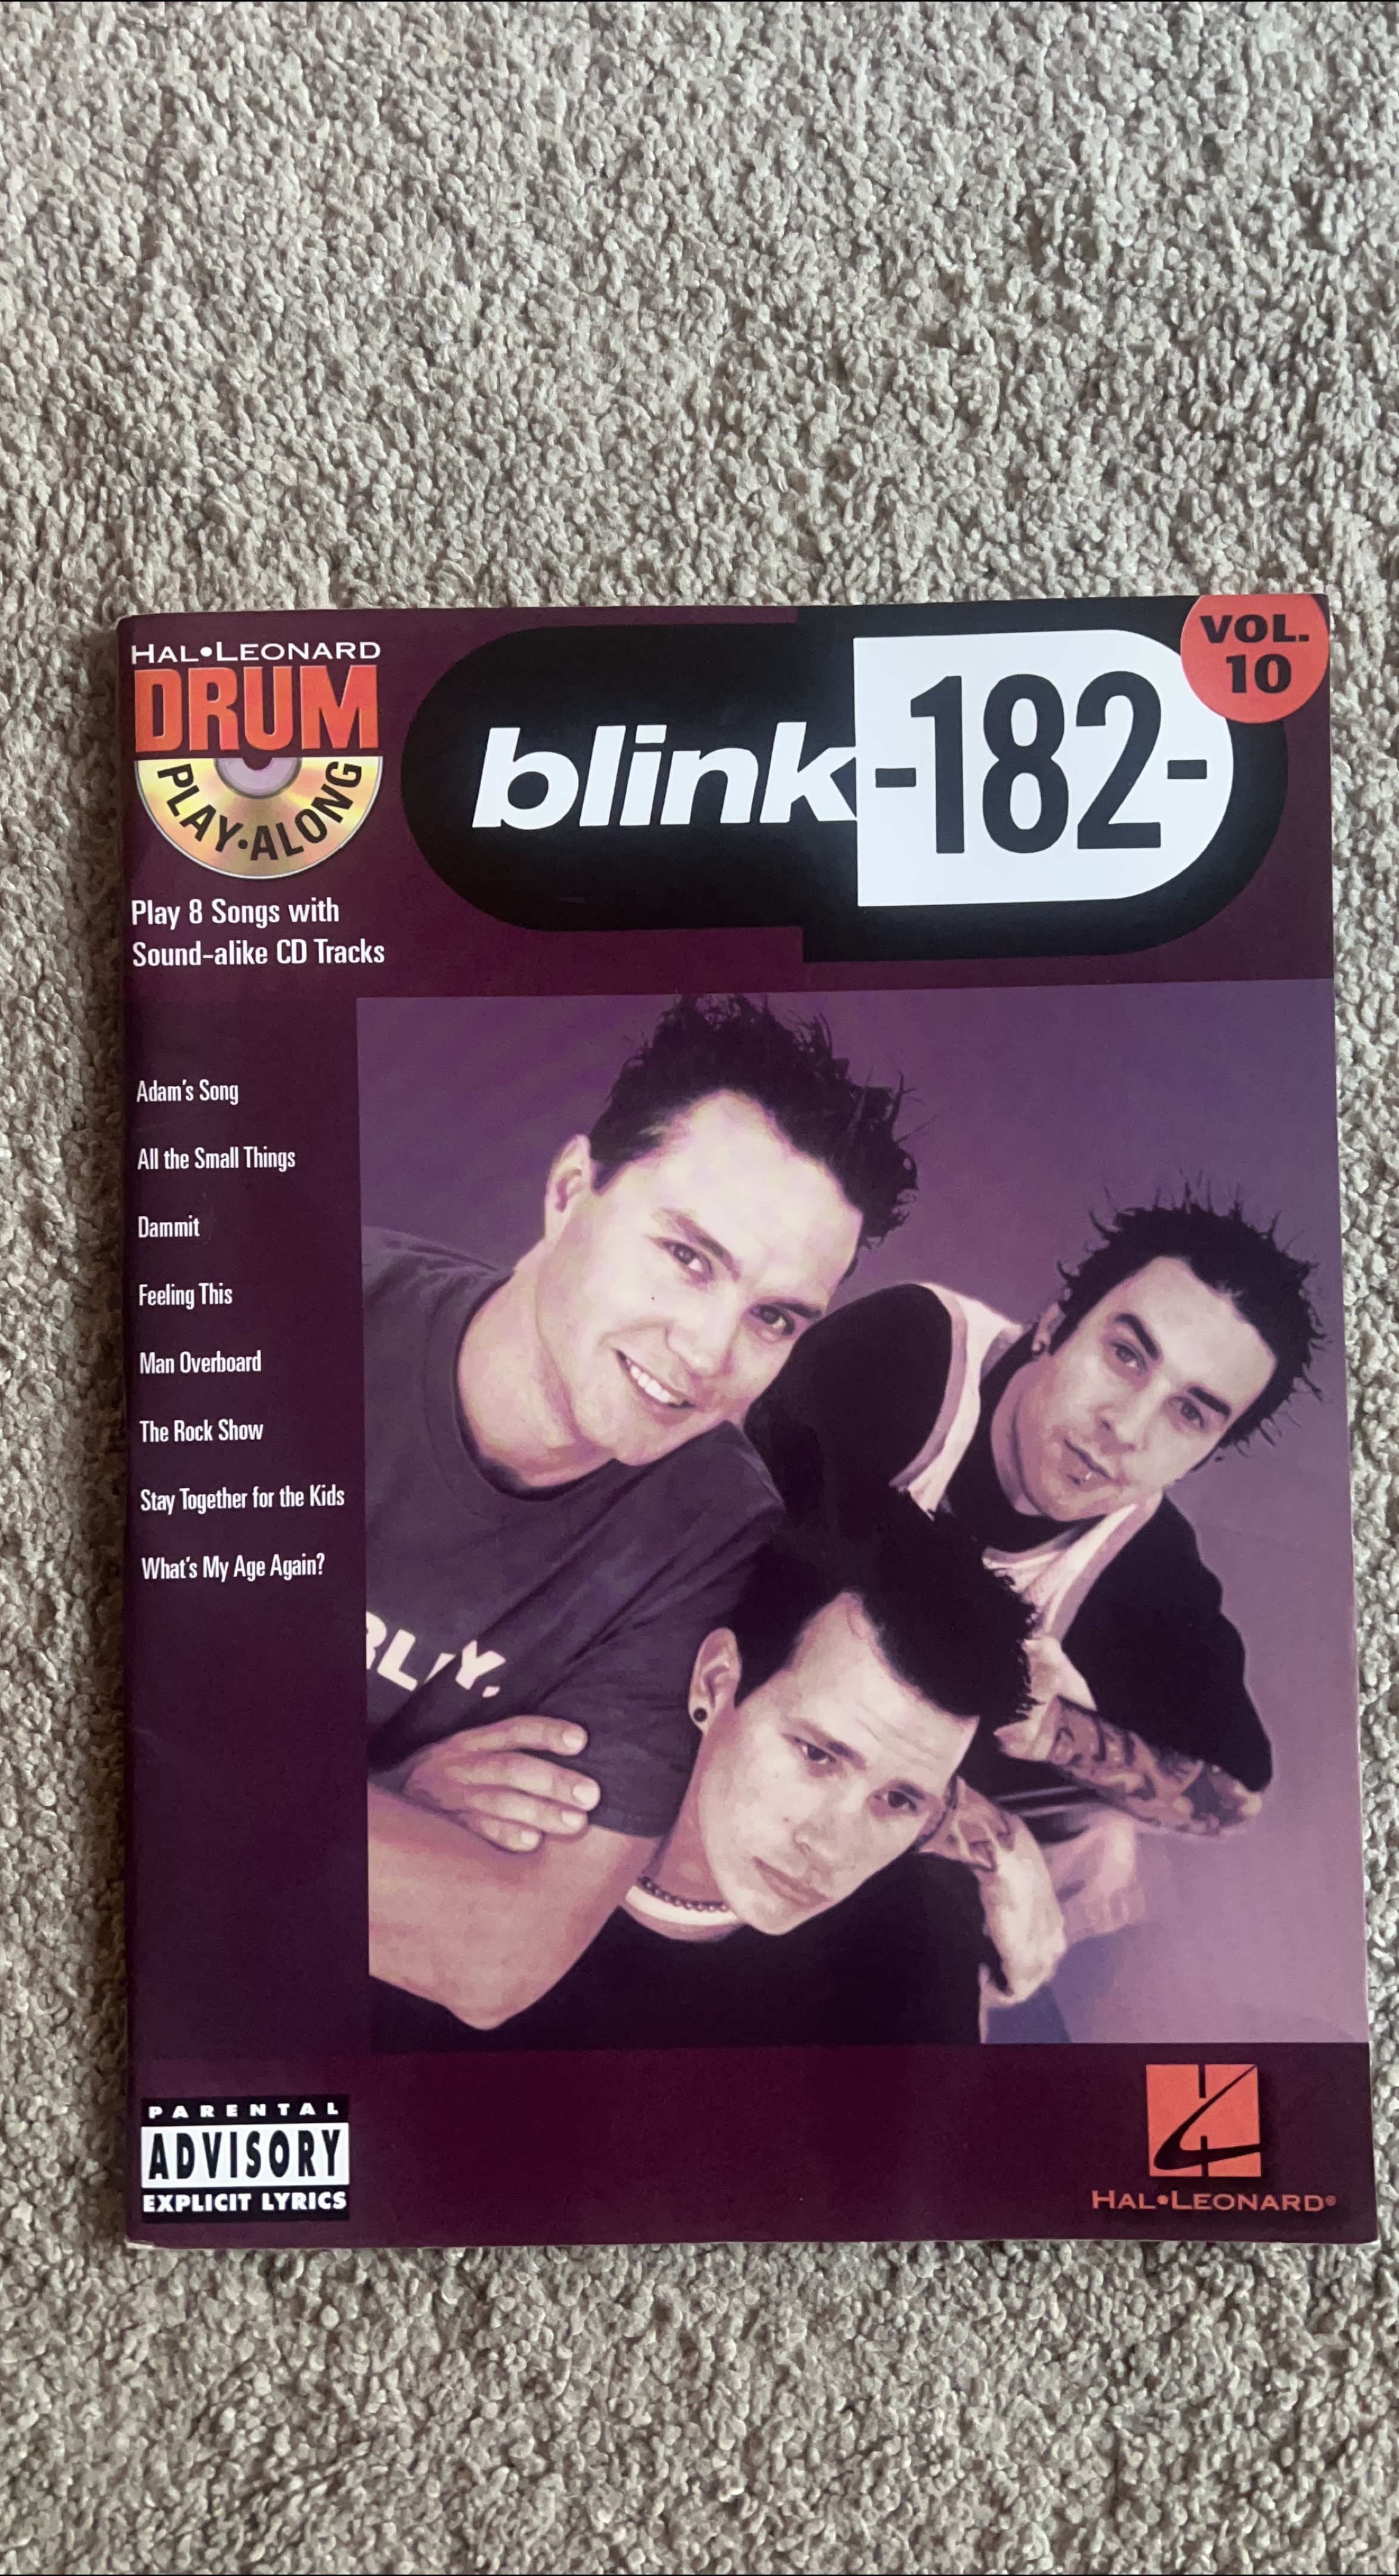 HAL•LEONARD
DRUM
PLAY•ALONG
Play 8 Songs with
Sound-alike CD Tracks
blink-182-
VOL.
10
Adam's Song
All the Small Things
Dammit
Feeling This
Man Overboard
The Rock Show
Stay Together for the Kids
What's My Age Again?
PARENTAL
ADVISORY
EXPLICIT LYRICS
HAL•LEONARD®